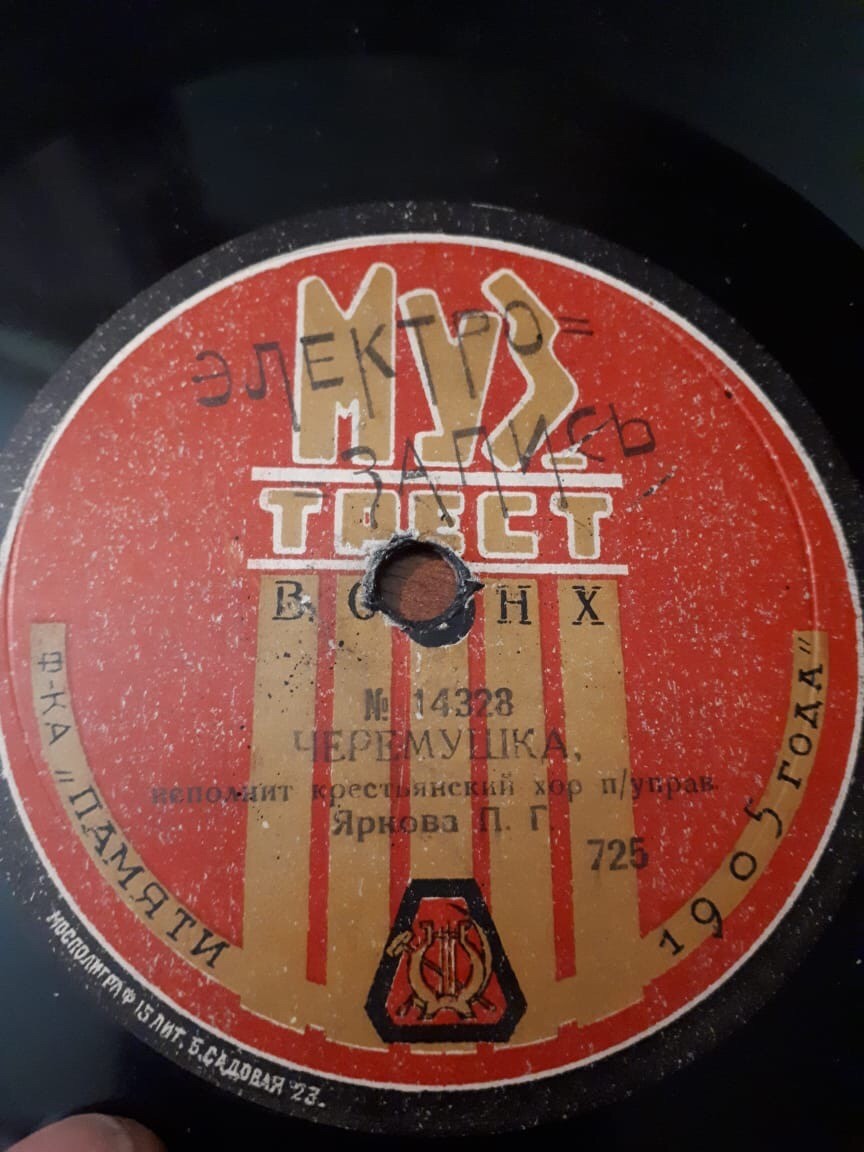 МУЗ
ТРЕСТ
ЭЛЕКТРО=
=ЗАПИСЬ
В. С Н Х
№ 14328
ЧЕРЕМУШКА,
исполнит крестьянский хор п/управ.
Яркова П. Г.
725
Ф-КА „ПАМЯТИ 1905 ГОДА"
МОСПОЛИГРАФ 15 ЛИТ. Б. САДОВАЯ 23.